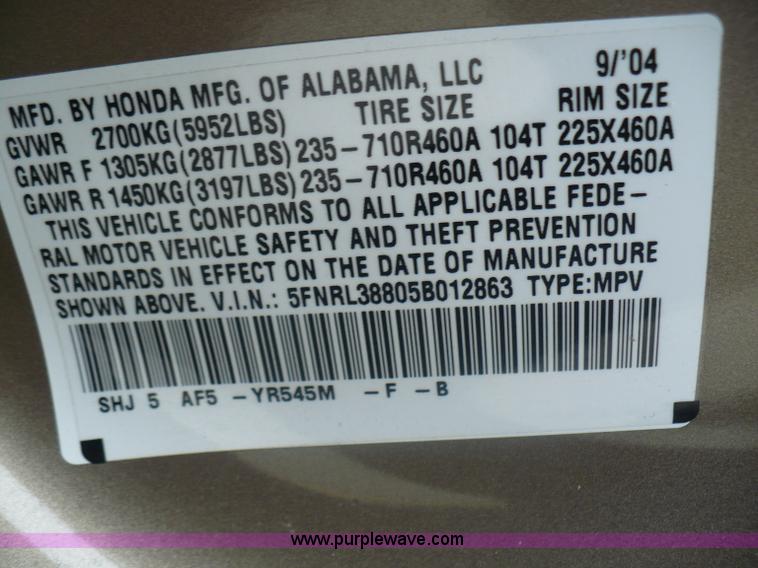 MFD. BY HONDA MFG. OF ALABAMA, LLC 9/'04
GVWR 2700KG(5952LBS) TIRE SIZE RIM SIZE
GAWR F 1305KG(2877LBS) 235-710R460A 104T 225X460A
GAWR R 1450KG(3197LBS) 235-710R460A 104T 225X460A
THIS VEHICLE CONFORMS TO ALL APPLICABLE FEDE-
RAL MOTOR VEHICLE SAFETY AND THEFT PREVENTION
STANDARDS IN EFFECT ON THE DATE OF MANUFACTURE
SHOWN ABOVE. V.I.N.: 5FNRL38805B012863 TYPE:MPV
SHJ 5 AF5 -YR545M -F -B
www.purplewave.com